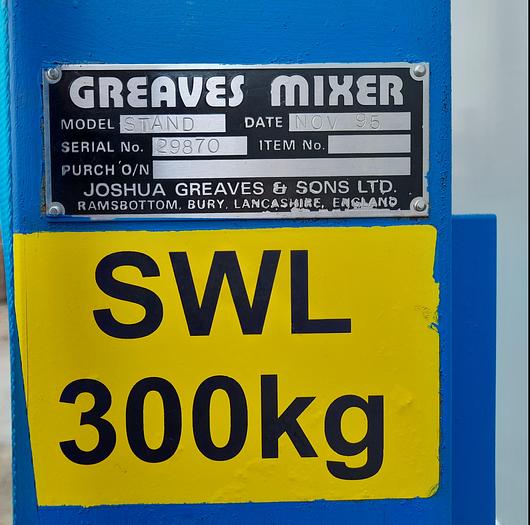 GREAVES MIXER
MODEL STAND DATE NOV 95
SERIAL No. 29870 ITEM No.
PURCH O/N
JOSHUA GREAVES & SONS LTD.
RAMSBOTTOM, BURY, LANCASHIRE, ENGLAND
SWL
300kg